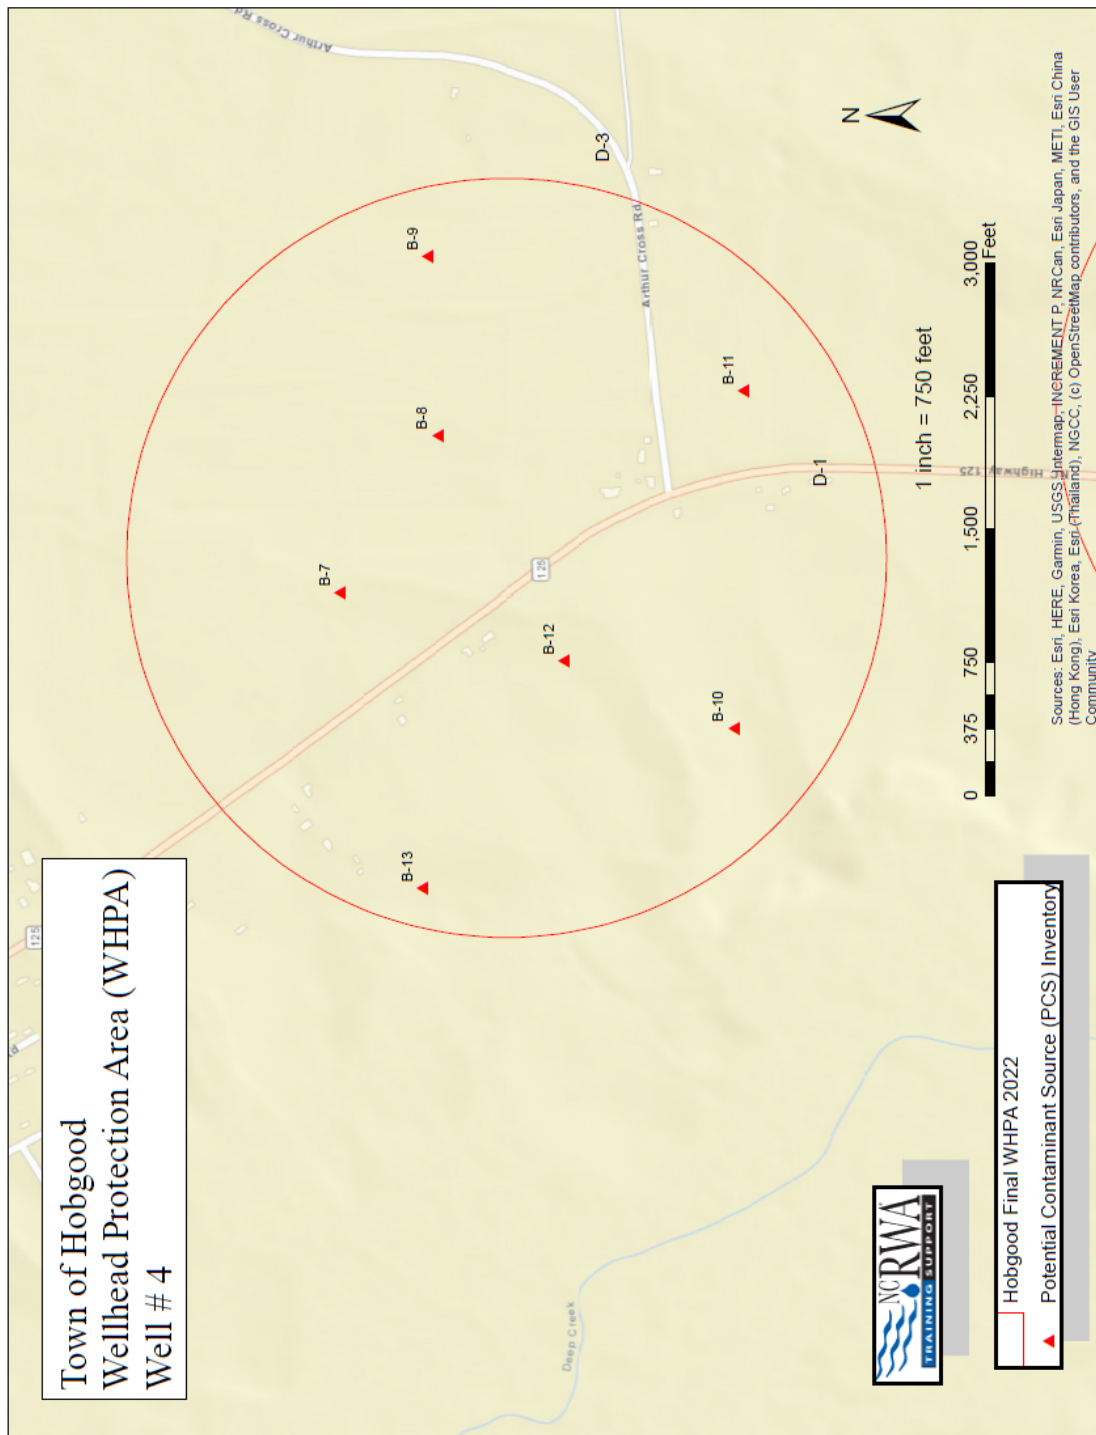 Town of Hobgood
Wellhead Protection Area (WHPA)
Well # 4
125
Arthur Cross Rd
Rd
B-9
D-3
B-8
B-7
Arthur Cross Rd
B-11
B-12
125
B-13
B-10
D-1
NC Highway 125
Deep Creek
N
1 inch = 750 feet
0 375 750 1,500 2,250 3,000
Feet
NCRWA
TRAINING SUPPORT
Hobgood Final WHPA 2022
Potential Contaminant Source (PCS) Inventory
Sources: Esri, HERE, Garmin, USGS, Intermap, INCREMENT P, NRCan, Esri Japan, METI, Esri China
(Hong Kong), Esri Korea, Esri (Thailand), NGCC, (c) OpenStreetMap contributors, and the GIS User
Community